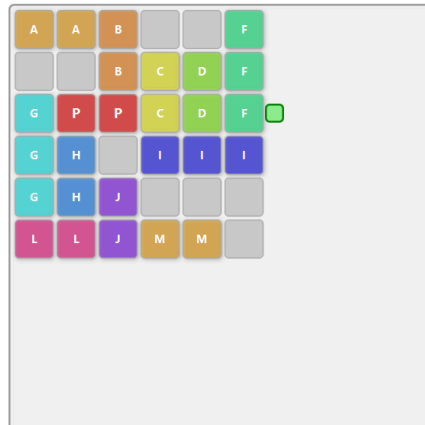 A A B F
B C D F
G P P C D F
G H I I I
G H J
L L J M M